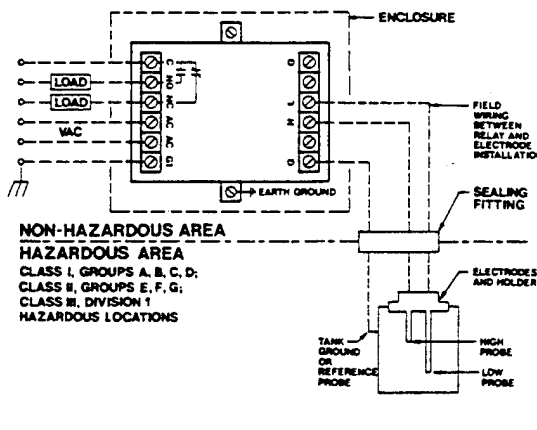 ENCLOSURE
C
NO
NC
AC
AC
G1
LOAD
LOAD
VAC
G
L
H
G
EARTH GROUND
FIELD
WIRING
BETWEEN
RELAY AND
ELECTRODE
INSTALLATIO
SEALING
FITTING
NON-HAZARDOUS AREA
HAZARDOUS AREA
CLASS I, GROUPS A, B, C, D;
CLASS II, GROUPS E, F, G;
CLASS III, DIVISION 1
HAZARDOUS LOCATIONS
ELECTRODES
AND HOLDER
TANK
GROUND
OR
REFERENCE
PROBE
HIGH
PROBE
LOW
PROBE